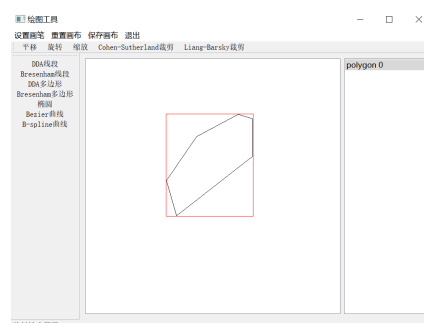 绘图工具
设置画笔 重置画布 保存画布 退出
平移 旋转 缩放 Cohen-Sutherland裁剪 Liang-Barsky裁剪
DDA线段
Bresenham线段
DDA多边形
Bresenham多边形
椭圆
Bezier曲线
B-spline曲线
polygon 0